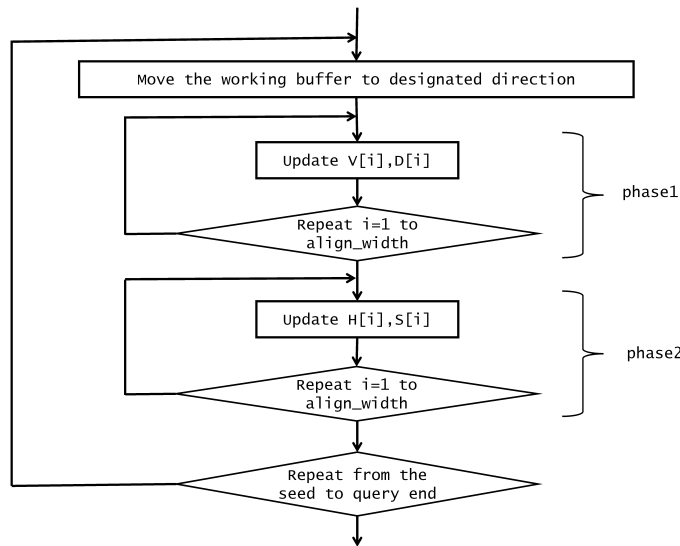 Move the working buffer to designated direction
Update V[i],D[i]
phase1
Repeat i=1 to
align_width
Update H[i],S[i]
phase2
Repeat i=1 to
align_width
Repeat from the
seed to query end